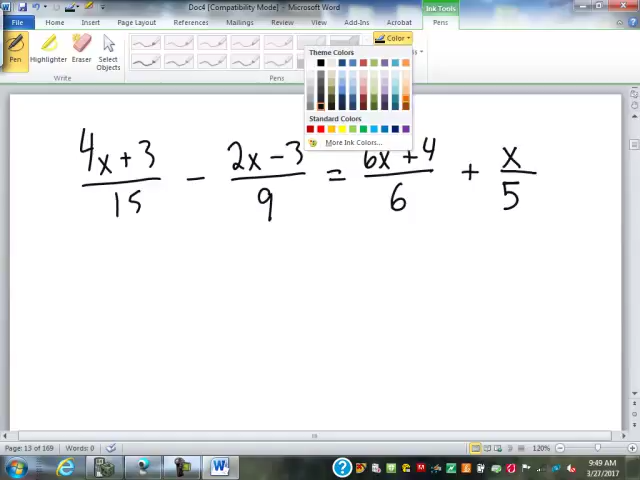 Doc4 [Compatibility Mode] - Microsoft Word
Ink Tools
File Home Insert Page Layout References Mailings Review View Acrobat Pens
Color
Pen Highlighter Eraser Select Objects
Write
Pens
Theme Colors
Standard Colors
More Ink Colors...
4x+3 2x-3 6x+4 x
- = +
15 9 6 5
Page: 13 of 169 Words: 0
120%
9:49 AM
3/27/2017